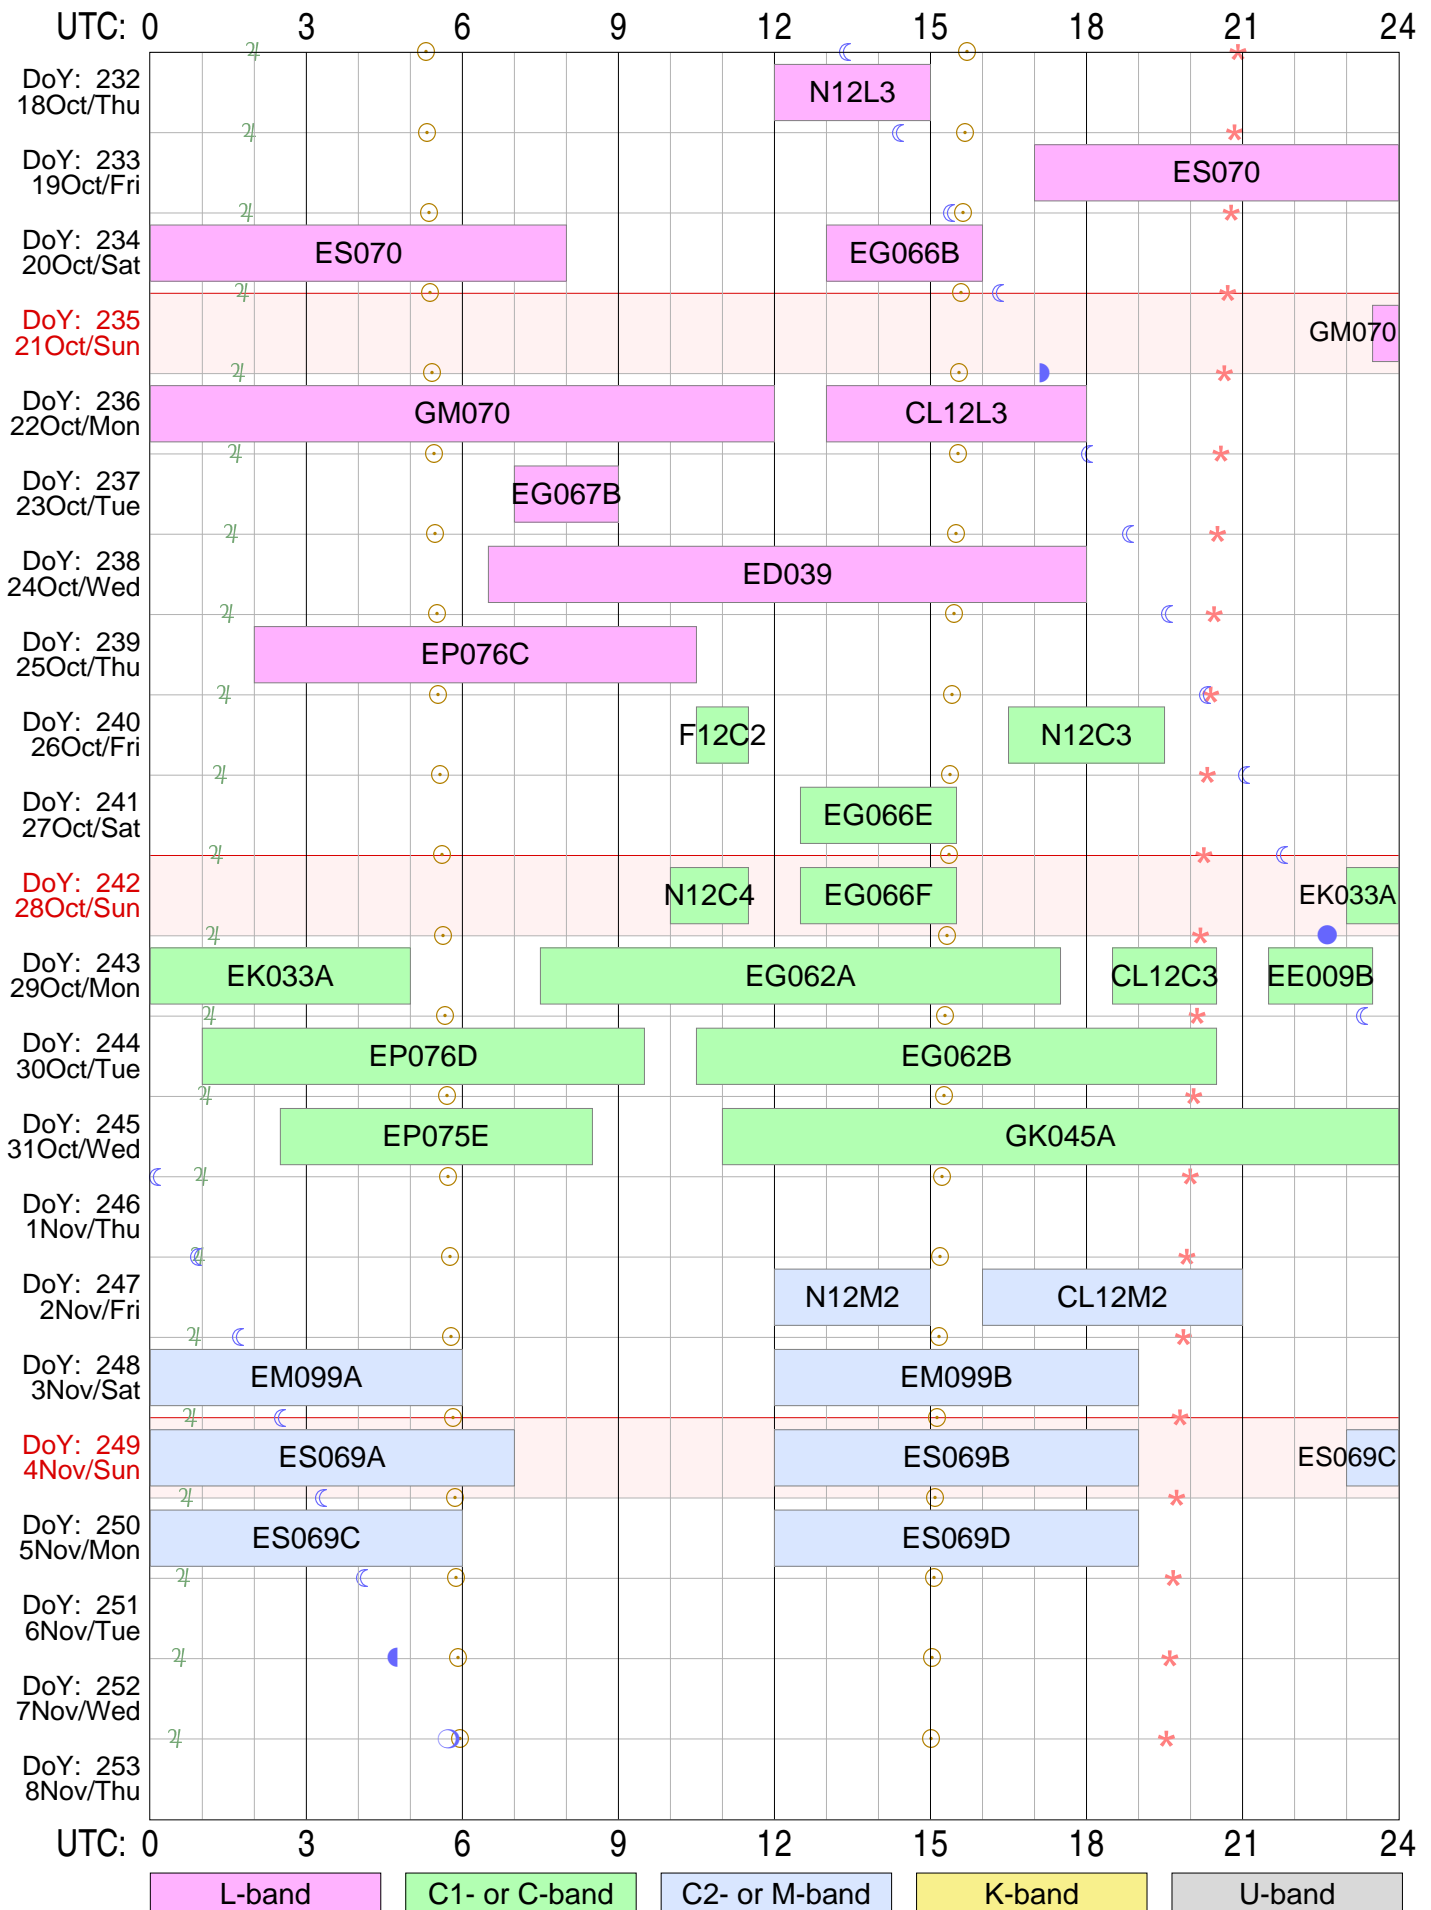 UTC: 0 3 6 9 12 15 18 21 24
DoY: 232
18Oct/Thu
N12L3
DoY: 233
19Oct/Fri
ES070
DoY: 234
20Oct/Sat
ES070 EG066B
DoY: 235
21Oct/Sun
GM070
DoY: 236
22Oct/Mon
GM070 CL12L3
DoY: 237
23Oct/Tue
EG067B
DoY: 238
24Oct/Wed
ED039
DoY: 239
25Oct/Thu
EP076C
DoY: 240
26Oct/Fri
F12C2 N12C3
DoY: 241
27Oct/Sat
EG066E
DoY: 242
28Oct/Sun
N12C4 EG066F EK033A
DoY: 243
29Oct/Mon
EK033A EG062A CL12C3 EE009B
DoY: 244
30Oct/Tue
EP076D EG062B
DoY: 245
31Oct/Wed
EP075E GK045A
DoY: 246
1Nov/Thu
DoY: 247
2Nov/Fri
N12M2 CL12M2
DoY: 248
3Nov/Sat
EM099A EM099B
DoY: 249
4Nov/Sun
ES069A ES069B ES069C
DoY: 250
5Nov/Mon
ES069C ES069D
DoY: 251
6Nov/Tue
DoY: 252
7Nov/Wed
DoY: 253
8Nov/Thu
UTC: 0 3 6 9 12 15 18 21 24
L-band C1- or C-band C2- or M-band K-band U-band